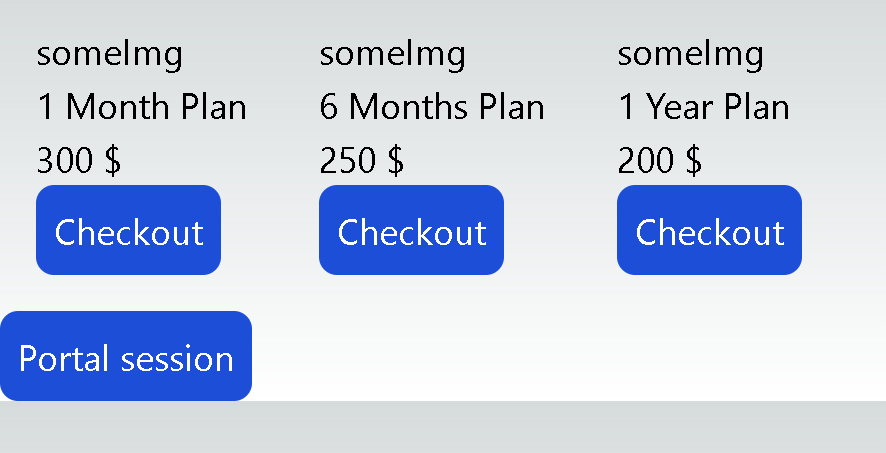 someImg
1 Month Plan
300 $
Checkout
someImg
6 Months Plan
250 $
Checkout
someImg
1 Year Plan
200 $
Checkout
Portal session